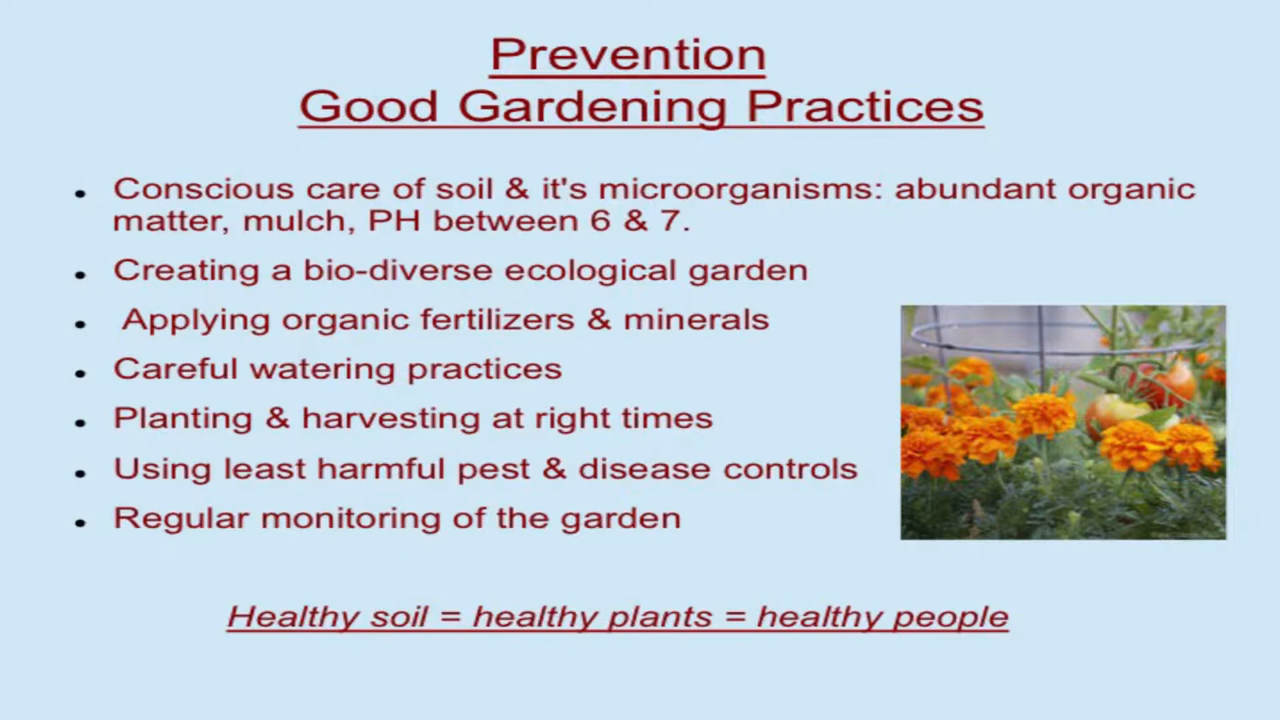 Prevention
Good Gardening Practices
• Conscious care of soil & it's microorganisms: abundant organic
matter, mulch, PH between 6 & 7.
• Creating a bio-diverse ecological garden
• Applying organic fertilizers & minerals
• Careful watering practices
• Planting & harvesting at right times
• Using least harmful pest & disease controls
• Regular monitoring of the garden
Healthy soil = healthy plants = healthy people